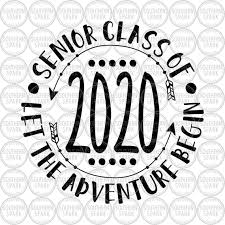 SENIOR CLASS OF
2020
LET THE ADVENTURE BEGIN